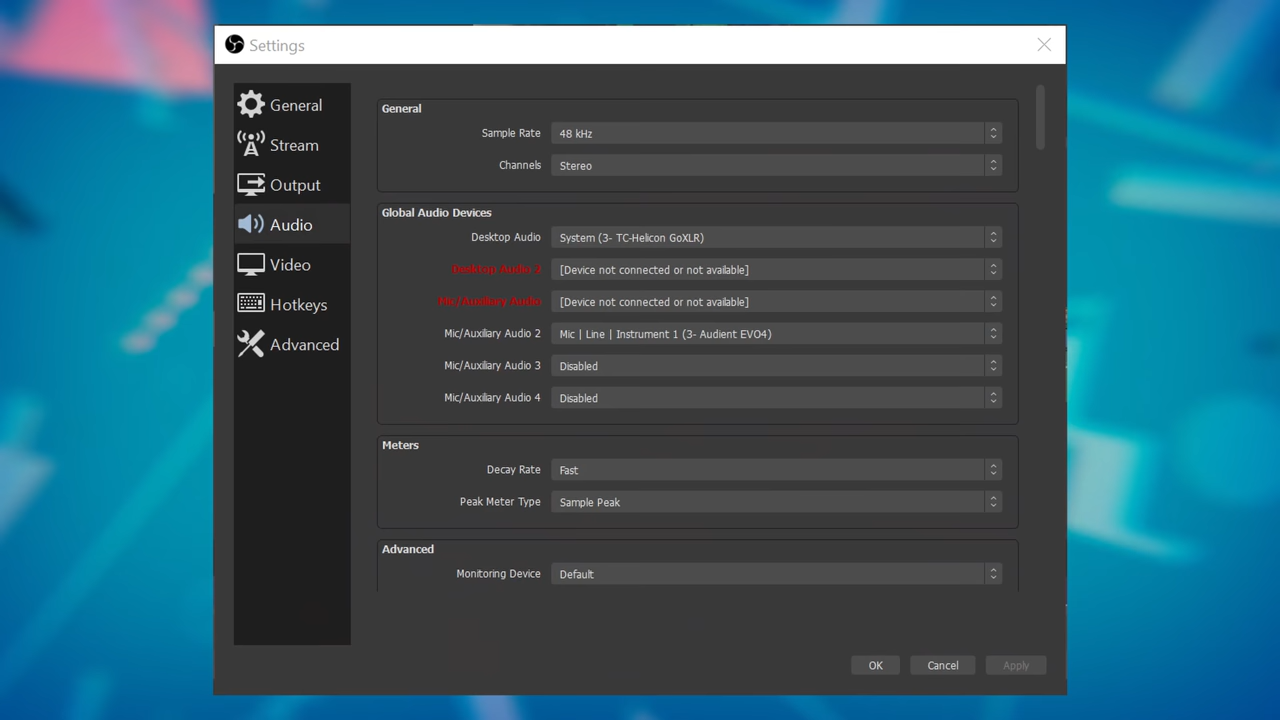 Settings
General
Stream
Output
Audio
Video
Hotkeys
Advanced
General
Sample Rate 48 kHz
Channels Stereo
Global Audio Devices
Desktop Audio System (3- TC-Helicon GoXLR)
Desktop Audio 2 [Device not connected or not available]
Mic/Auxiliary Audio [Device not connected or not available]
Mic/Auxiliary Audio 2 Mic | Line | Instrument 1 (3- Audient EVO4)
Mic/Auxiliary Audio 3 Disabled
Mic/Auxiliary Audio 4 Disabled
Meters
Decay Rate Fast
Peak Meter Type Sample Peak
Advanced
Monitoring Device Default
OK Cancel Apply